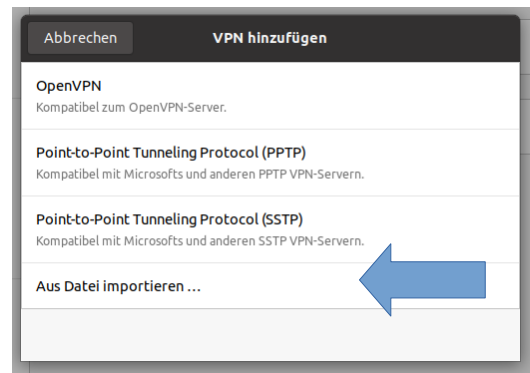 Abbrechen
VPN hinzufügen
OpenVPN
Kompatibel zum OpenVPN-Server.
Point-to-Point Tunneling Protocol (PPTP)
Kompatibel mit Microsofts und anderen PPTP VPN-Servern.
Point-to-Point Tunneling Protocol (SSTP)
Kompatibel mit Microsofts und anderen SSTP VPN-Servern.
Aus Datei importieren …